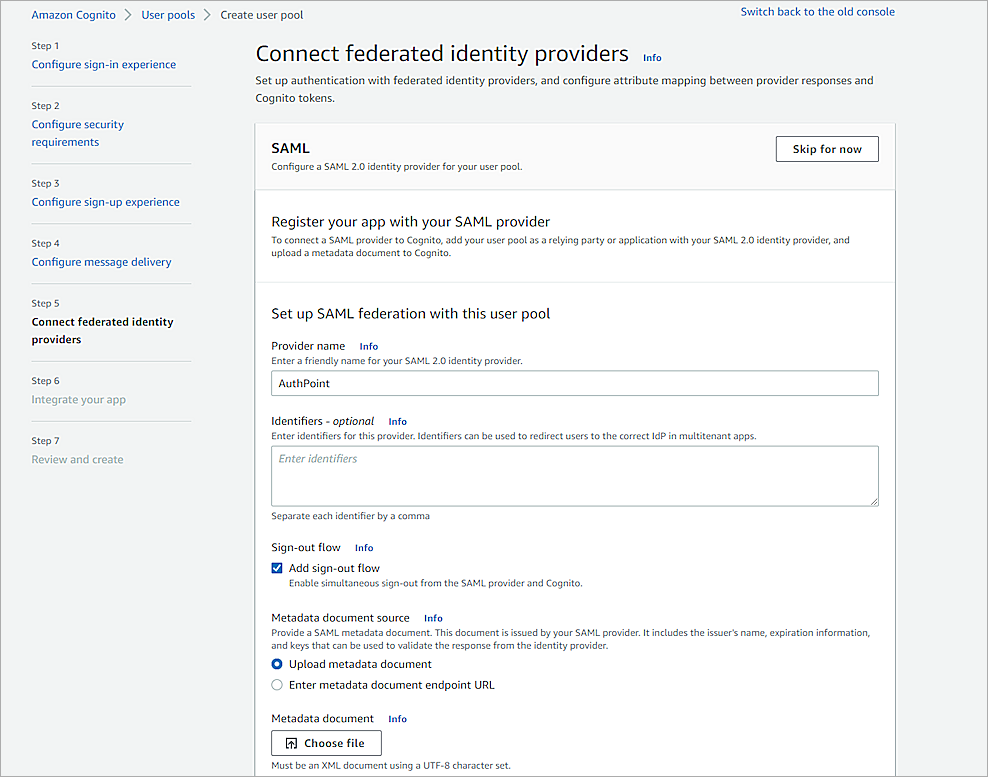 Amazon Cognito > User pools > Create user pool
Switch back to the old console
Step 1
Configure sign-in experience
Step 2
Configure security
requirements
Step 3
Configure sign-up experience
Step 4
Configure message delivery
Step 5
Connect federated identity
providers
Step 6
Integrate your app
Step 7
Review and create
Connect federated identity providers Info
Set up authentication with federated identity providers, and configure attribute mapping between provider responses and
Cognito tokens.
SAML
Configure a SAML 2.0 identity provider for your user pool.
Skip for now
Register your app with your SAML provider
To connect a SAML provider to Cognito, add your user pool as a relying party or application with your SAML 2.0 identity provider, and
upload a metadata document to Cognito.
Set up SAML federation with this user pool
Provider name Info
Enter a friendly name for your SAML 2.0 identity provider.
AuthPoint
Identifiers - optional Info
Enter identifiers for this provider. Identifiers can be used to redirect users to the correct IdP in multitenant apps.
Enter identifiers
Separate each identifier by a comma
Sign-out flow Info
Add sign-out flow
Enable simultaneous sign-out from the SAML provider and Cognito.
Metadata document source Info
Provide a SAML metadata document. This document is issued by your SAML provider. It includes the issuer's name, expiration information,
and keys that can be used to validate the response from the identity provider.
Upload metadata document
Enter metadata document endpoint URL
Metadata document Info
Choose file
Must be an XML document using a UTF-8 character set.